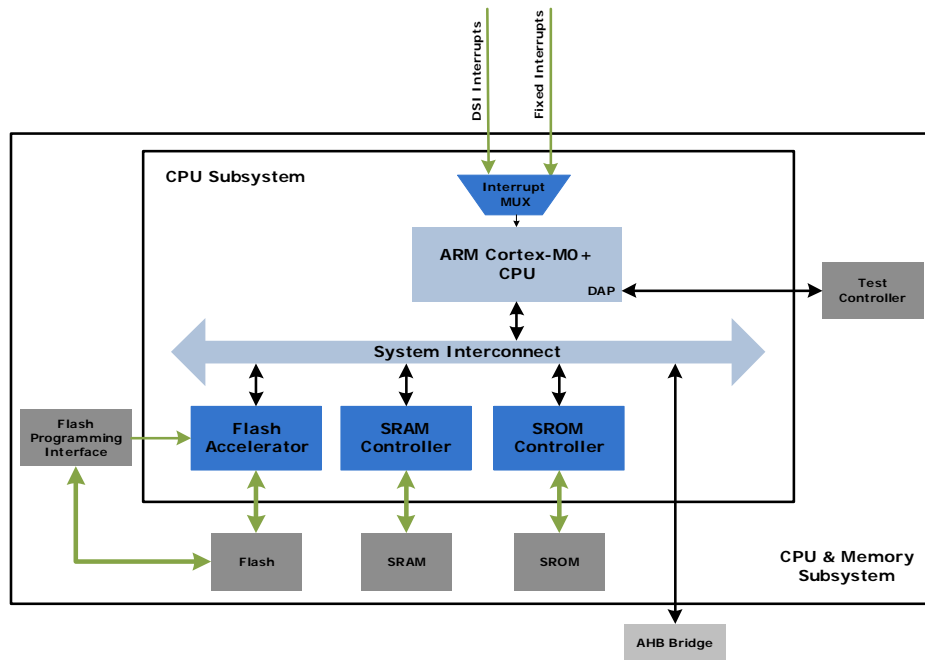 DSI Interrupts
Fixed Interrupts
CPU Subsystem
Interrupt
MUX
ARM Cortex-M0+
CPU
DAP
Test
Controller
System Interconnect
Flash
Programming
Interface
Flash
Accelerator
SRAM
Controller
SROM
Controller
Flash
SRAM
SROM
CPU & Memory
Subsystem
AHB Bridge